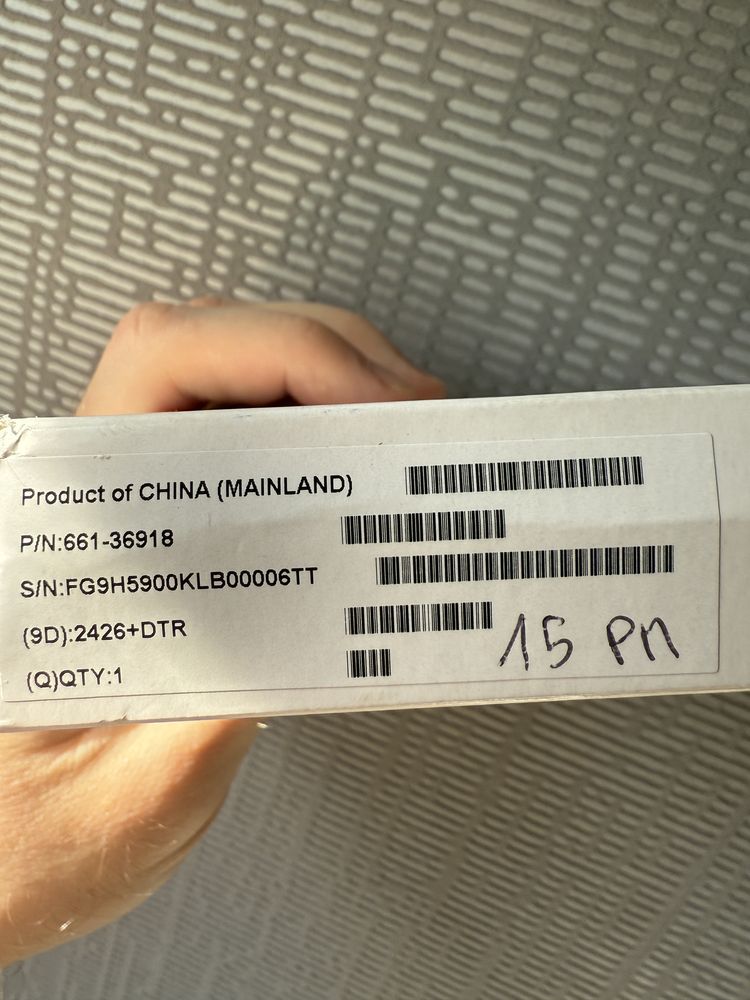 Product of CHINA (MAINLAND)
P/N:661-36918
S/N:FG9H5900KLB00006TT
(9D):2426+DTR
(Q)QTY:1
15 Pn